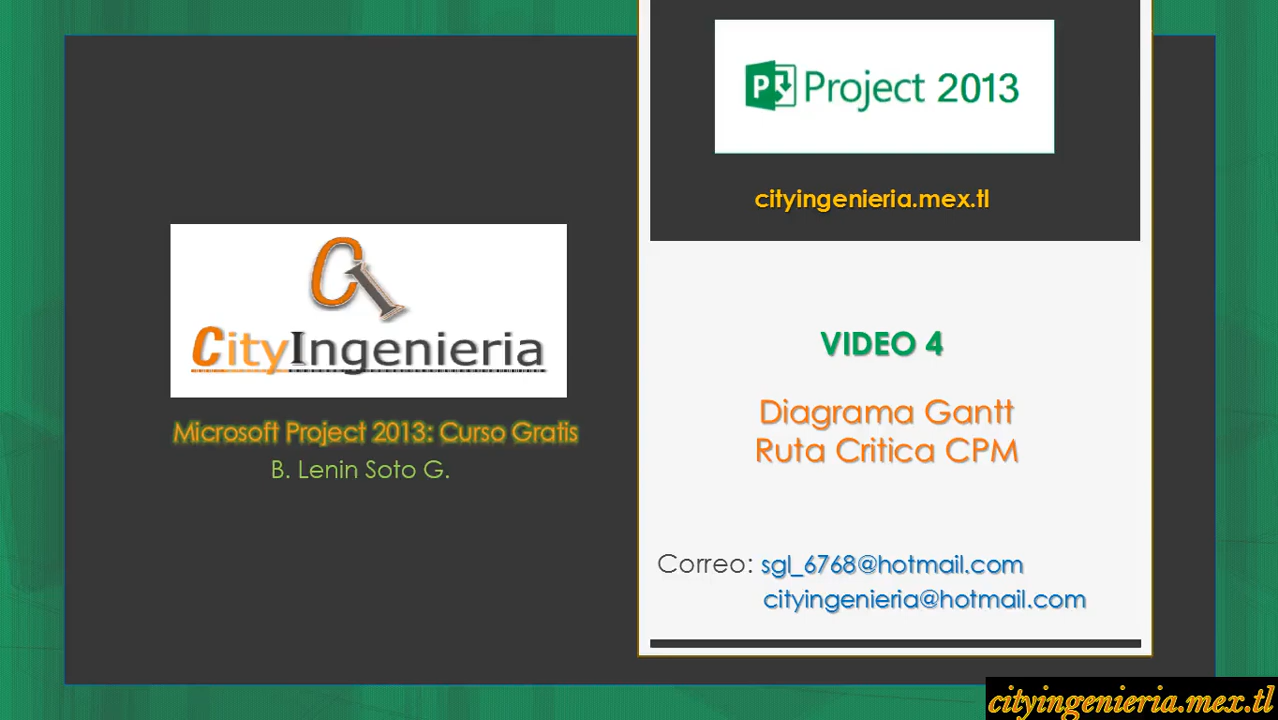 CityIngenieria
Microsoft Project 2013: Curso Gratis
B. Lenin Soto G.
Project 2013
cityingenieria.mex.tl
VIDEO 4
Diagrama Gantt
Ruta Critica CPM
Correo: sgl_6768@hotmail.com
cityingenieria@hotmail.com
cityingenieria.mex.tl